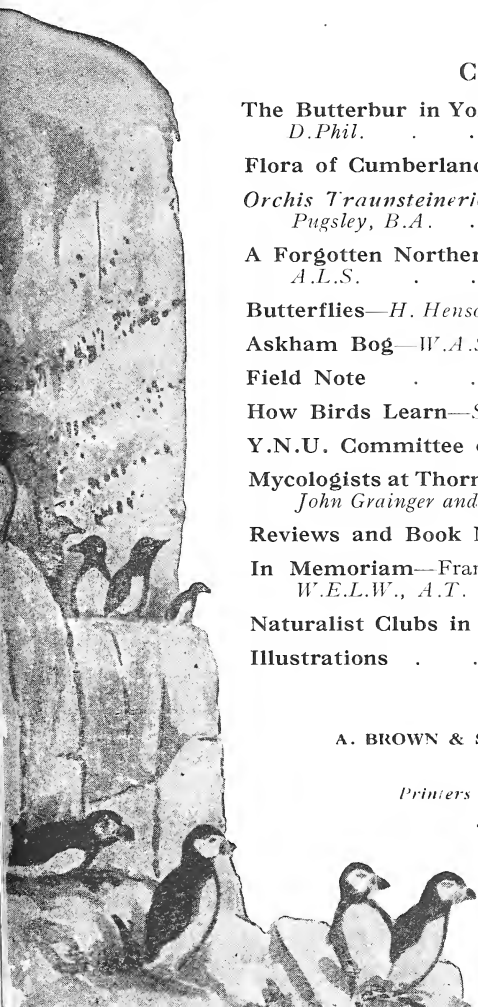 C
The Butterbur in Yo
D.Phil. . .
Flora of Cumberland
Orchis Traunsteineri
Pugsley, B.A. .
A Forgotten Norther
A.L.S. . .
Butterflies—H. Henso
Askham Bog—W.A.S
Field Note . .
How Birds Learn—S
Y.N.U. Committee
Mycologists at Thorn
John Grainger and
Reviews and Book N
In Memoriam—Fran
W.E.L.W., A.T.
Naturalist Clubs in
Illustrations . .
A. BROWN & S
Printers